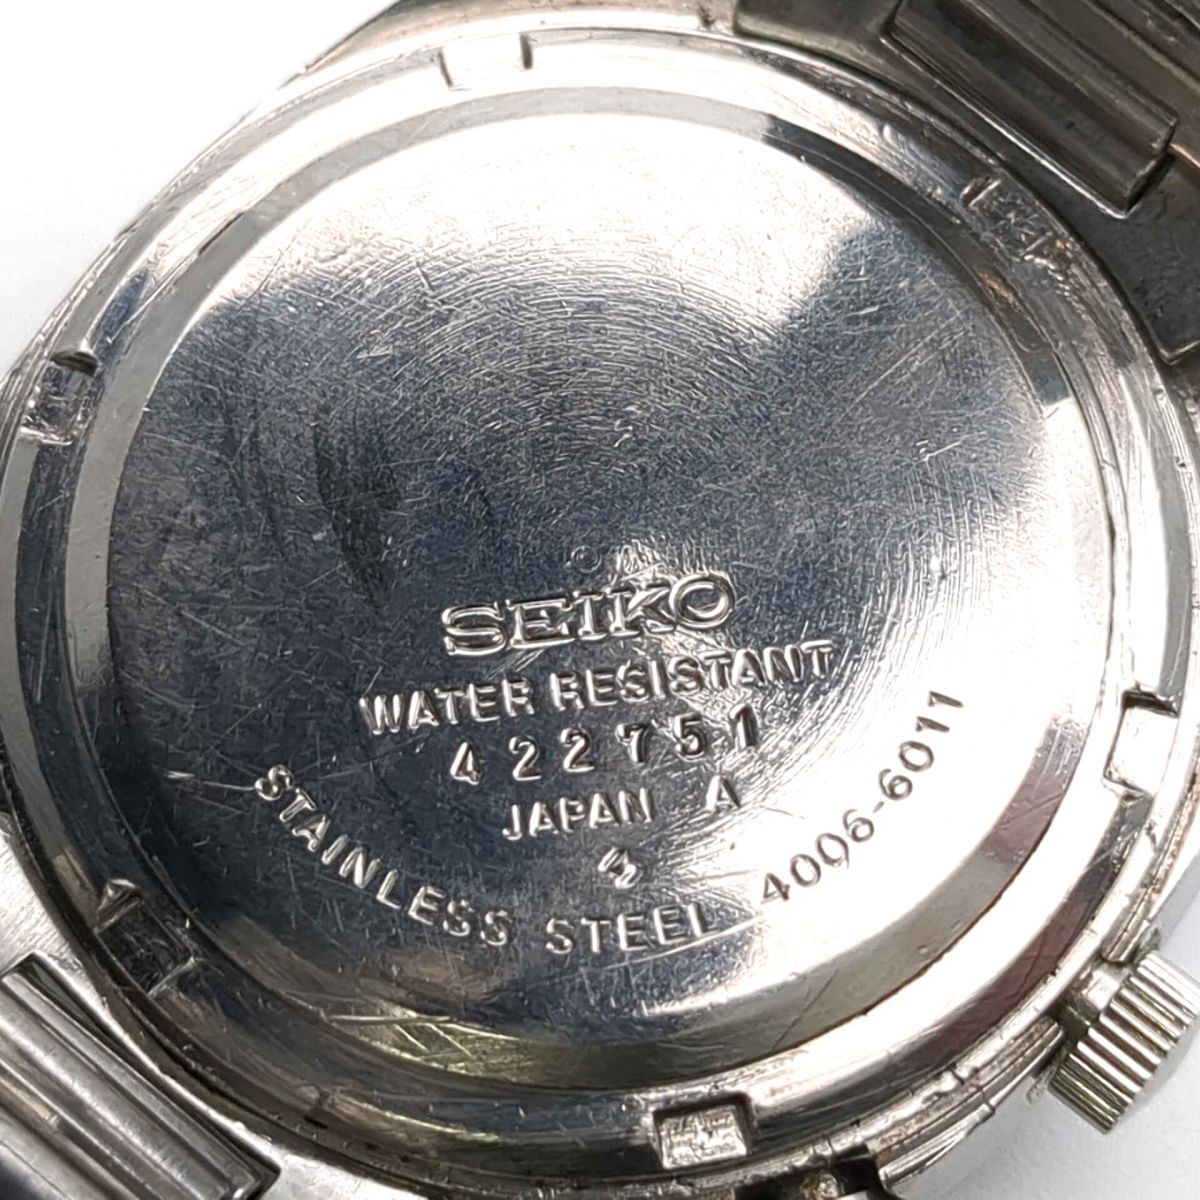 SEIKO
WATER RESISTANT
422751
JAPAN A
STAINLESS STEEL 4006-6011